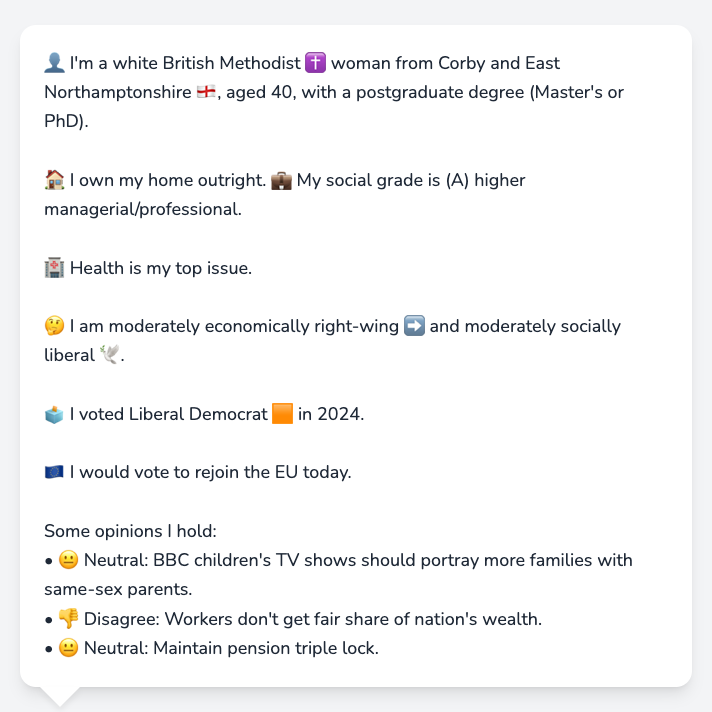 👤 I'm a white British Methodist ✝️ woman from Corby and East
Northamptonshire 🏴󠁧󠁢󠁥󠁮󠁧󠁿, aged 40, with a postgraduate degree (Master's or
PhD).
🏠 I own my home outright. 💼 My social grade is (A) higher
managerial/professional.
🏥 Health is my top issue.
🤔 I am moderately economically right-wing ➡️ and moderately socially
liberal 🕊️.
🗳️ I voted Liberal Democrat 🟧 in 2024.
🇪🇺 I would vote to rejoin the EU today.
Some opinions I hold:
• 😐 Neutral: BBC children's TV shows should portray more families with
same-sex parents.
• 👎 Disagree: Workers don't get fair share of nation's wealth.
• 😐 Neutral: Maintain pension triple lock.